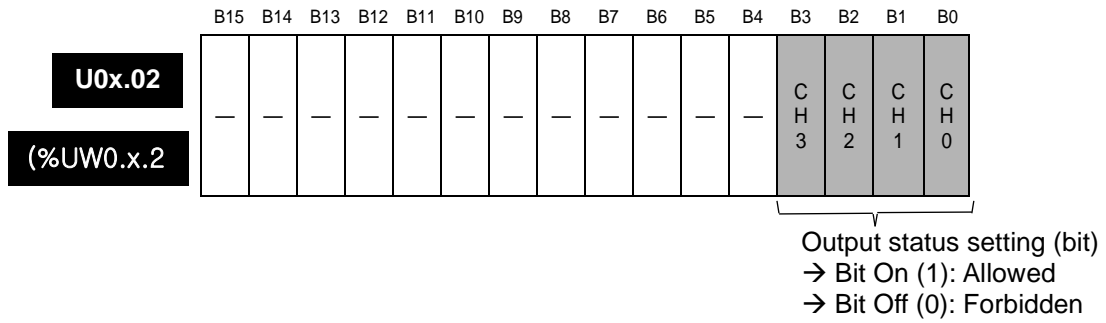 B15 B14 B13 B12 B11 B10 B9 B8 B7 B6 B5 B4 B3 B2 B1 B0
U0x.02
(%UW0.x.2
— — — — — — — — — — — — CH3 CH2 CH1 CH0
Output status setting (bit)
→ Bit On (1): Allowed
→ Bit Off (0): Forbidden